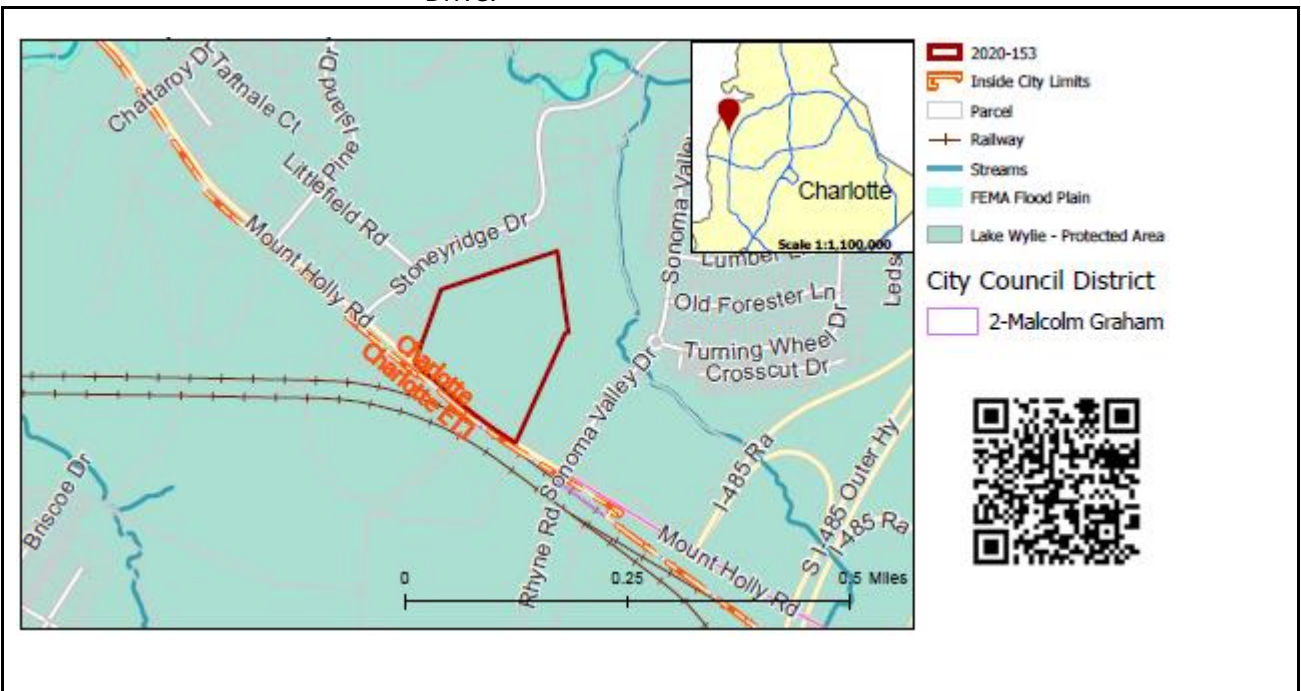 Chattaroy Dr
Taffnale Ct
Pine Island Dr
Littlefield Rd
Stoneyridge Dr
Mount Holly Rd
Charlotte
Charlotte ETJ
Briscoe Dr
Sonoma Valley
Lumber
Old Forester Ln
Turning Wheel Dr
Crosscut Dr
Sonoma Valley Dr
Rhyne Rd
I-485 Ra
S I-485 Outer Hy
I-485 Ra
Mount Holly Rd
0 0.25 0.5 Miles
Charlotte
Scale 1:1,100,000
2020-153
Inside City Limits
Parcel
Railway
Streams
FEMA Flood Plain
Lake Wylie - Protected Area
City Council District
2-Malcolm Graham